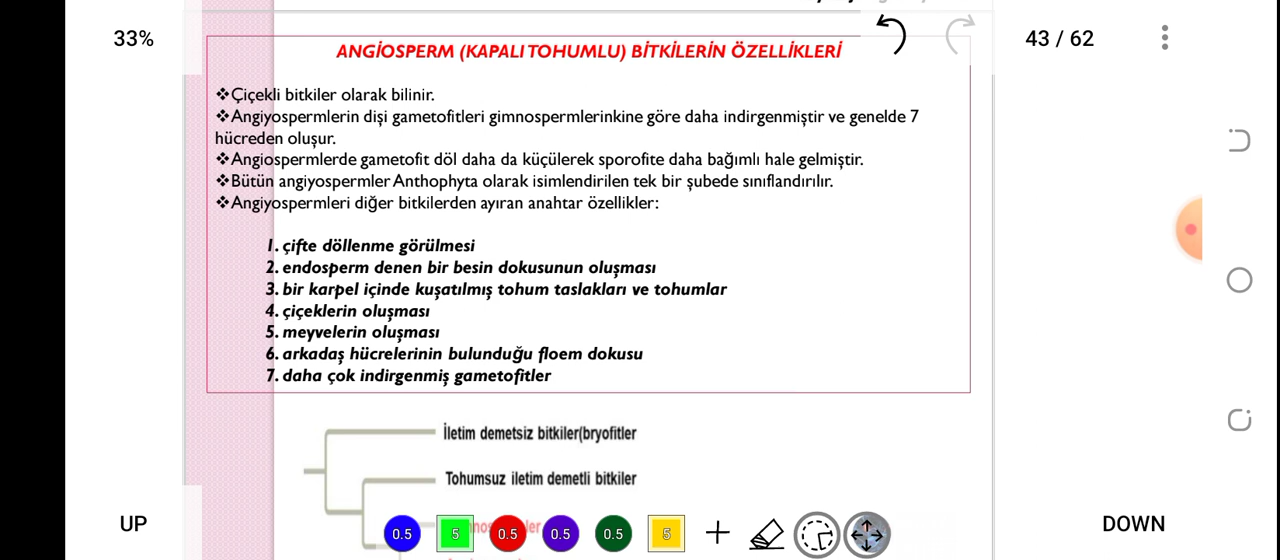 33%
43 / 62
ANGİOSPERM (KAPALI TOHUMLU) BİTKİLERİN ÖZELLİKLERİ
❖Çiçekli bitkiler olarak bilinir.
❖Angiyospermlerin dişi gametofitleri gimnospermlerinkine göre daha indirgenmiştir ve genelde 7
hücreden oluşur.
❖Angiospermlerde gametofit döl daha da küçülerek sporofite daha bağımlı hale gelmiştir.
❖Bütün angiyospermler Anthophyta olarak isimlendirilen tek bir şubede sınıflandırılır.
❖Angiyospermleri diğer bitkilerden ayıran anahtar özellikler:
1. çifte döllenme görülmesi
2. endosperm denen bir besin dokusunun oluşması
3. bir karpel içinde kuşatılmış tohum taslakları ve tohumlar
4. çiçeklerin oluşması
5. meyvelerin oluşması
6. arkadaş hücrelerinin bulunduğu floem dokusu
7. daha çok indirgenmiş gametofitler
İletim demetsiz bitkiler(bryofitler
Tohumsuz iletim demetli bitkiler
UP
0.5 5 0.5 0.5 0.5 5
DOWN